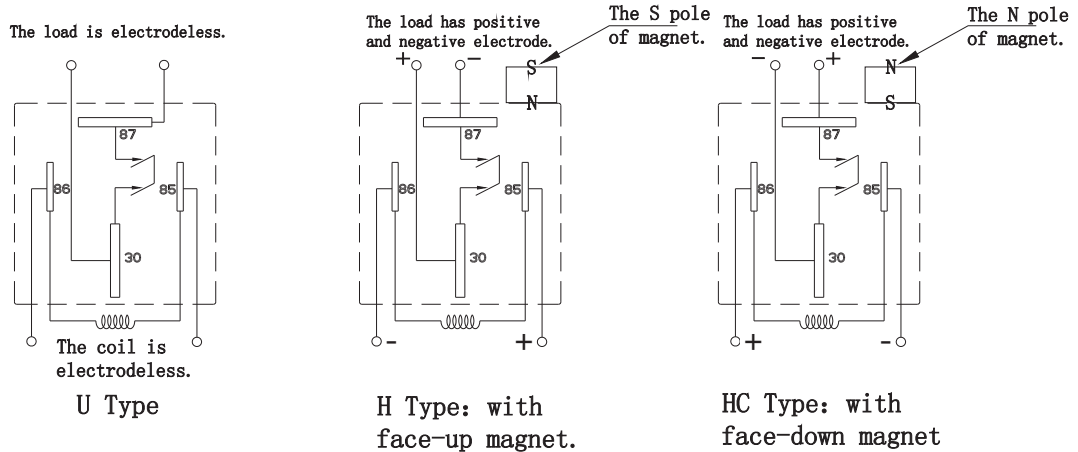 The load is electrodeless.
87
86
85
30
The coil is
electrodeless.
U Type
The load has positive
and negative electrode.
+ -
The S pole
of magnet.
S
N
87
86
85
30
- +
H Type: with
face-up magnet.
The load has positive
and negative electrode.
- +
The N pole
of magnet.
N
S
87
86
85
30
+ -
HC Type: with
face-down magnet